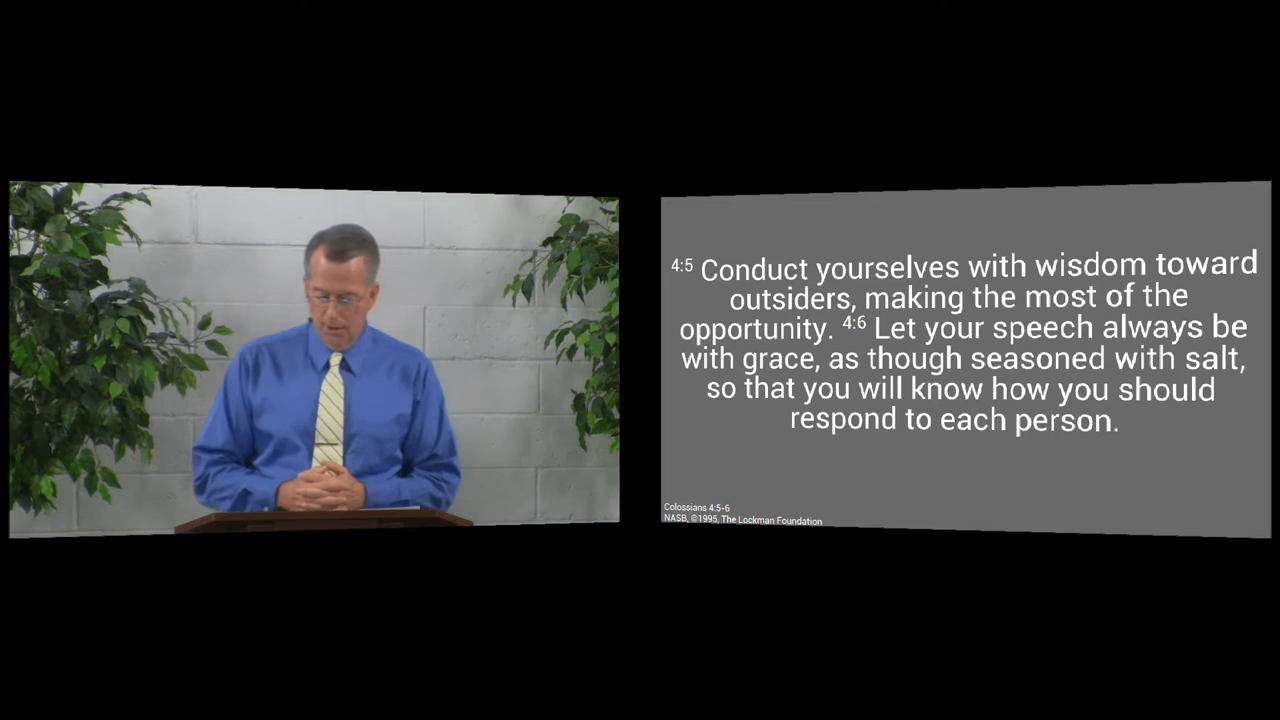 4:5 Conduct yourselves with wisdom toward
outsiders, making the most of the
opportunity. 4:6 Let your speech always be
with grace, as though seasoned with salt,
so that you will know how you should
respond to each person.
Colossians 4:5-6
NASB, ©1995, The Lockman Foundation